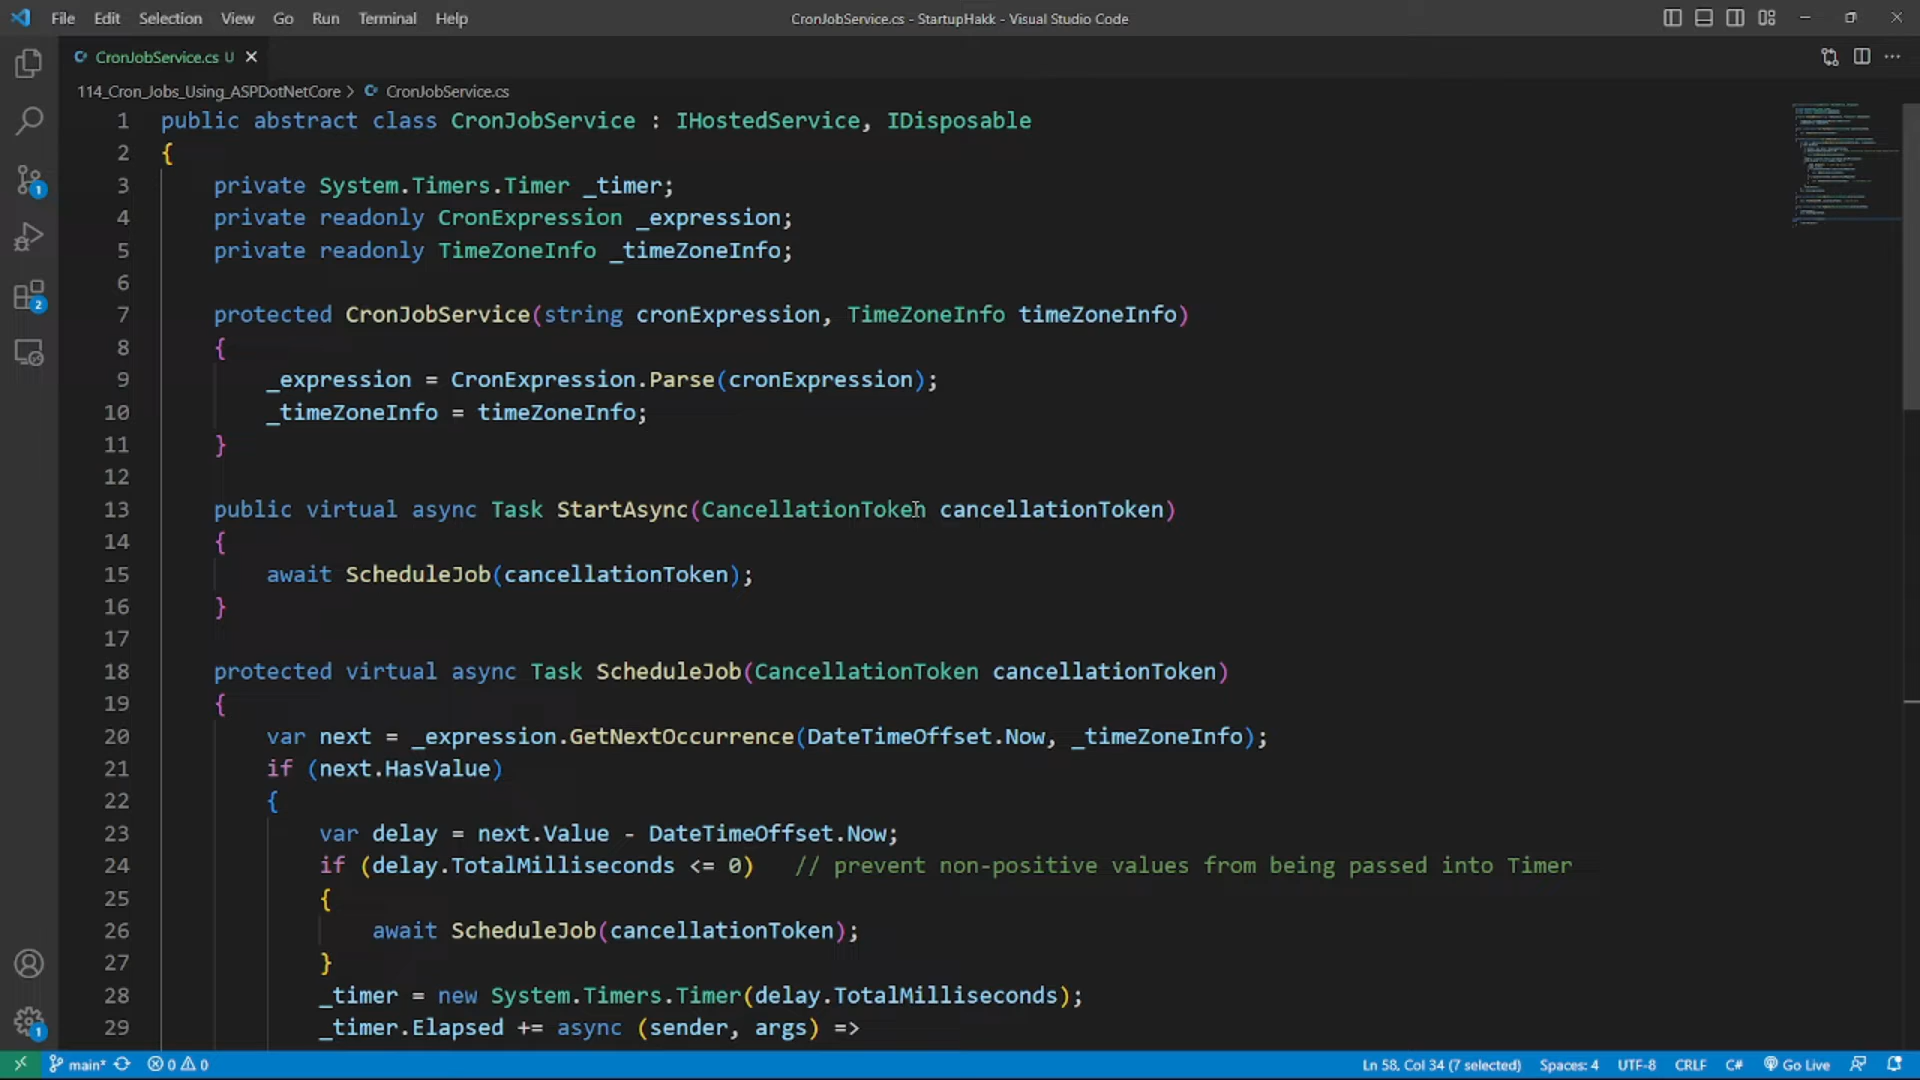 File Edit Selection View Go Run Terminal Help
CronJobService.cs - StartupHakk - Visual Studio Code
CronJobService.cs U
114_Cron_Jobs_Using_ASPDotNetCore > CronJobService.cs
1 public abstract class CronJobService : IHostedService, IDisposable
2 {
3 private System.Timers.Timer _timer;
4 private readonly CronExpression _expression;
5 private readonly TimeZoneInfo _timeZoneInfo;
6
7 protected CronJobService(string cronExpression, TimeZoneInfo timeZoneInfo)
8 {
9 _expression = CronExpression.Parse(cronExpression);
10 _timeZoneInfo = timeZoneInfo;
11 }
12
13 public virtual async Task StartAsync(CancellationToken cancellationToken)
14 {
15 await ScheduleJob(cancellationToken);
16 }
17
18 protected virtual async Task ScheduleJob(CancellationToken cancellationToken)
19 {
20 var next = _expression.GetNextOccurrence(DateTimeOffset.Now, _timeZoneInfo);
21 if (next.HasValue)
22 {
23 var delay = next.Value - DateTimeOffset.Now;
24 if (delay.TotalMilliseconds <= 0) // prevent non-positive values from being passed into Timer
25 {
26 await ScheduleJob(cancellationToken);
27 }
28 _timer = new System.Timers.Timer(delay.TotalMilliseconds);
29 _timer.Elapsed += async (sender, args) =>
1
2
1
main* 0 0 Ln 58, Col 34 (7 selected) Spaces: 4 UTF-8 CRLF C# Go Live